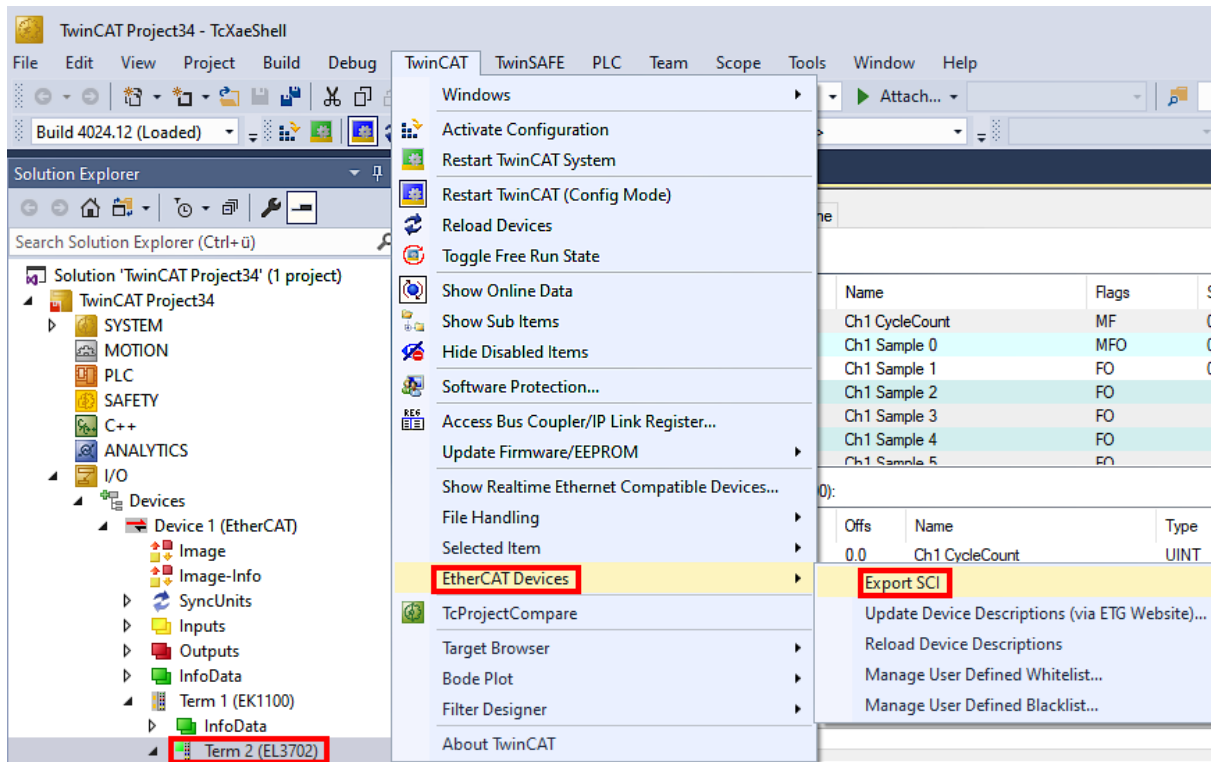 TwinCAT Project34 - TcXaeShell
File Edit View Project Build Debug TwinCAT TwinSAFE PLC Team Scope Tools Window Help
Attach...
Build 4024.12 (Loaded)
Solution Explorer
Search Solution Explorer (Ctrl+ü)
Solution 'TwinCAT Project34' (1 project)
TwinCAT Project34
SYSTEM
MOTION
PLC
SAFETY
C++
ANALYTICS
I/O
Devices
Device 1 (EtherCAT)
Image
Image-Info
SyncUnits
Inputs
Outputs
InfoData
Term 1 (EK1100)
InfoData
Term 2 (EL3702)
Windows
Activate Configuration
Restart TwinCAT System
Restart TwinCAT (Config Mode)
Reload Devices
Toggle Free Run State
Show Online Data
Show Sub Items
Hide Disabled Items
Software Protection...
REG
Access Bus Coupler/IP Link Register...
Update Firmware/EEPROM
Show Realtime Ethernet Compatible Devices...
File Handling
Selected Item
EtherCAT Devices
TcProjectCompare
Target Browser
Bode Plot
Filter Designer
About TwinCAT
Export SCI
Update Device Descriptions (via ETG Website)...
Reload Device Descriptions
Manage User Defined Whitelist...
Manage User Defined Blacklist...
Name Flags
Ch1 CycleCount MF
Ch1 Sample 0 MFO
Ch1 Sample 1 FO
Ch1 Sample 2 FO
Ch1 Sample 3 FO
Ch1 Sample 4 FO
Ch1 Sample 5 FO
Offs Name Type
0.0 Ch1 CycleCount UINT